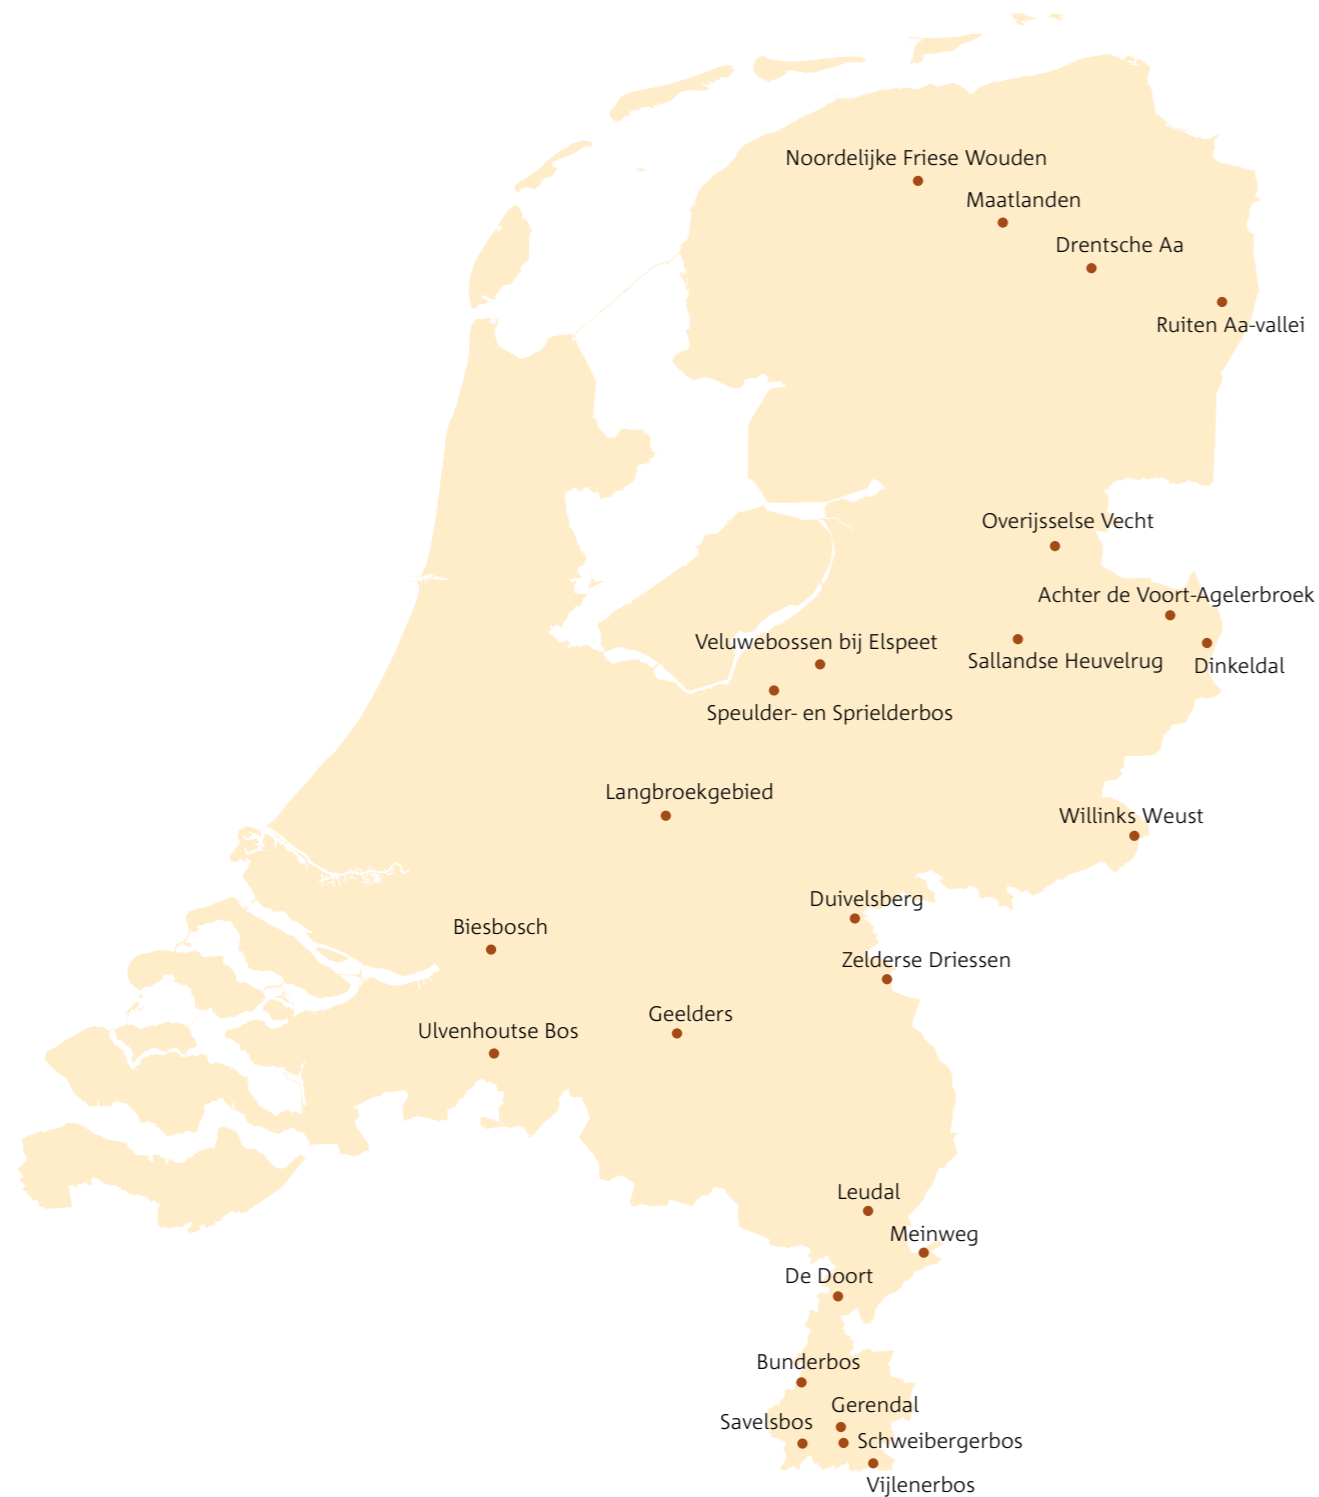 Noordelijke Friese Wouden
Maatlanden
Drentsche Aa
Ruiten Aa-vallei
Overijsselse Vecht
Achter de Voort-Agelerbroek
Veluwebossen bij Elspeet
Sallandse Heuvelrug
Dinkeldal
Speulder- en Sprielderbos
Langbroekgebied
Willinks Weust
Duivelsberg
Biesbosch
Zelderse Driessen
Geelders
Ulvenhoutse Bos
Leudal
Meinweg
De Doort
Bunderbos
Gerendal
Savelsbos
Schweibergerbos
Vijlenerbos